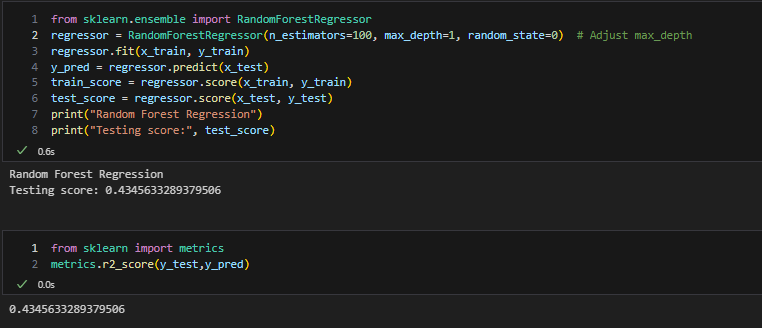 1 from sklearn.ensemble import RandomForestRegressor
2 regressor = RandomForestRegressor(n_estimators=100, max_depth=1, random_state=0)  # Adjust max_depth
3 regressor.fit(x_train, y_train)
4 y_pred = regressor.predict(x_test)
5 train_score = regressor.score(x_train, y_train)
6 test_score = regressor.score(x_test, y_test)
7 print("Random Forest Regression")
8 print("Testing score:", test_score)
0.6s
Random Forest Regression
Testing score: 0.4345633289379506
1 from sklearn import metrics
2 metrics.r2_score(y_test,y_pred)
0.0s
0.4345633289379506